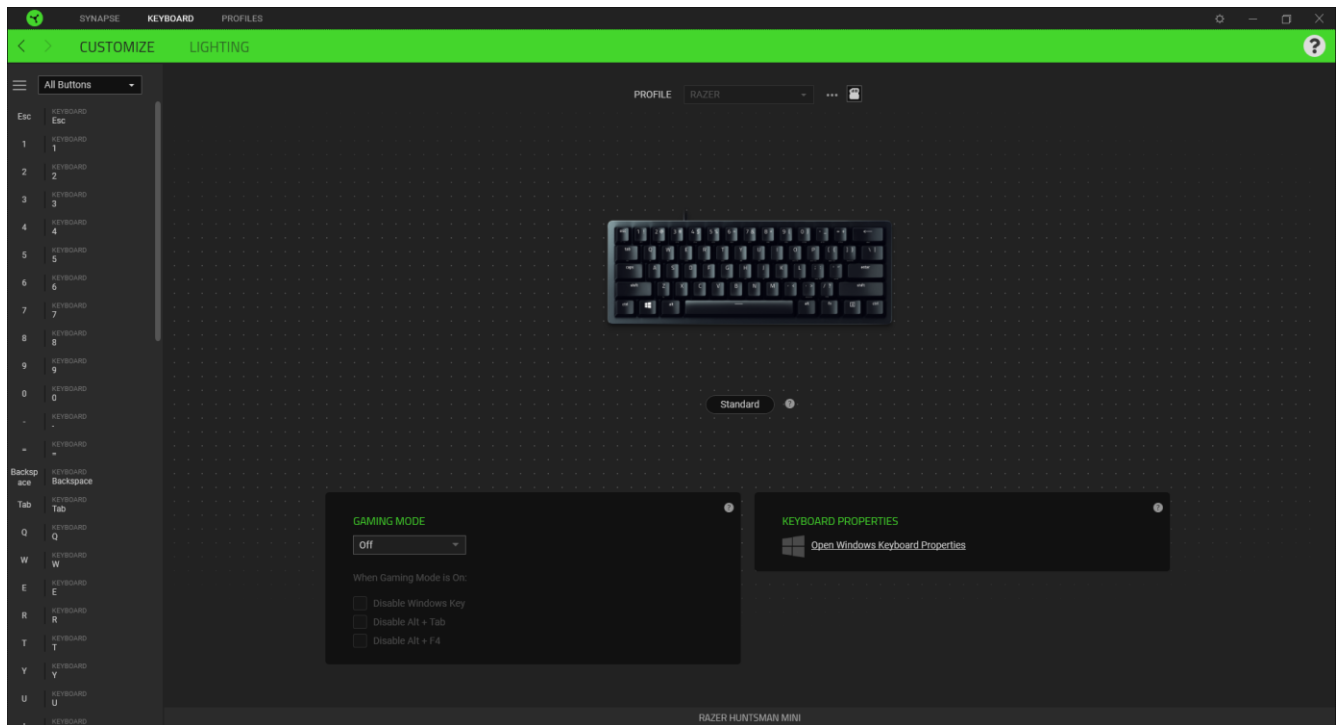 SYNAPSE KEYBOARD PROFILES
CUSTOMIZE LIGHTING
?
All Buttons
PROFILE RAZER
Esc KEYBOARD
Esc
1 KEYBOARD
1
2 KEYBOARD
2
3 KEYBOARD
3
4 KEYBOARD
4
5 KEYBOARD
5
6 KEYBOARD
6
7 KEYBOARD
7
8 KEYBOARD
8
9 KEYBOARD
9
0 KEYBOARD
0
- KEYBOARD
-
= KEYBOARD
=
Backsp
ace
KEYBOARD
Backspace
Tab KEYBOARD
Tab
Q KEYBOARD
Q
W KEYBOARD
W
E KEYBOARD
E
R KEYBOARD
R
T KEYBOARD
T
Y KEYBOARD
Y
U KEYBOARD
U
KEYBOARD
Standard ?
GAMING MODE ?
Off
When Gaming Mode is On:
Disable Windows Key
Disable Alt + Tab
Disable Alt + F4
KEYBOARD PROPERTIES ?
Open Windows Keyboard Properties
RAZER HUNTSMAN MINI